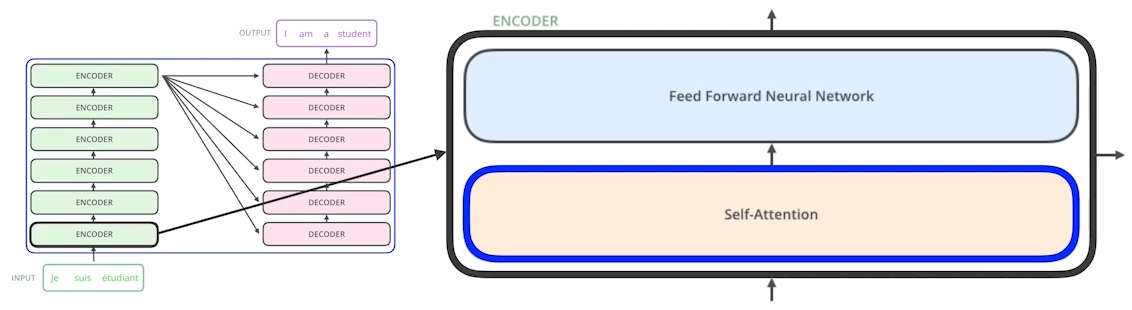 OUTPUT I am a student
ENCODER
ENCODER
ENCODER
ENCODER
ENCODER
ENCODER
DECODER
DECODER
DECODER
DECODER
DECODER
DECODER
INPUT Je suis étudiant
ENCODER
Feed Forward Neural Network
Self-Attention